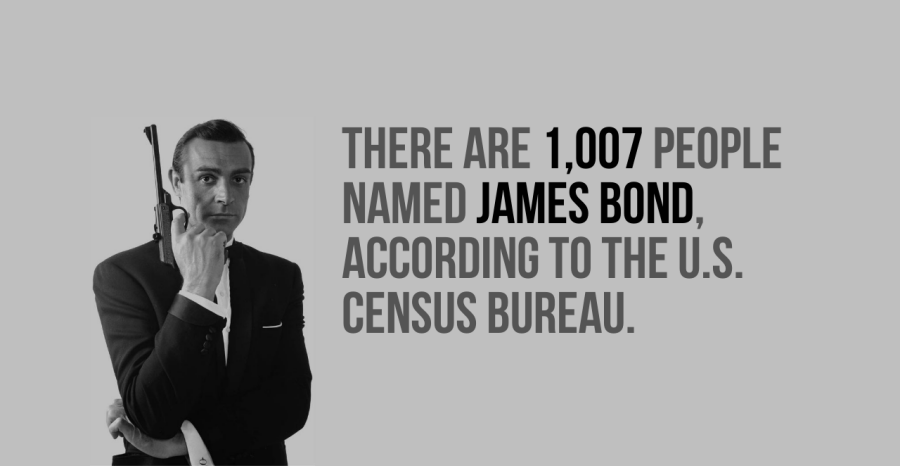 THERE ARE 1,007 PEOPLE
NAMED JAMES BOND,
ACCORDING TO THE U.S.
CENSUS BUREAU.